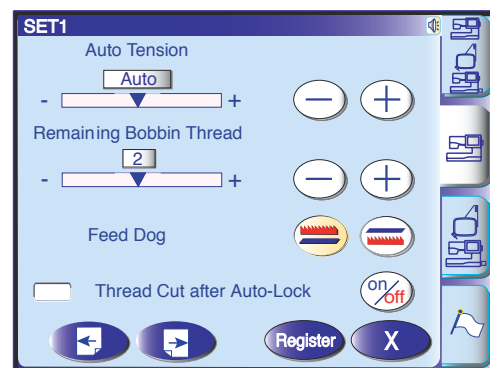 SET1
Auto Tension
Auto
- +
Remaining Bobbin Thread
2
- +
Feed Dog
Thread Cut after Auto-Lock
on/off
Register X